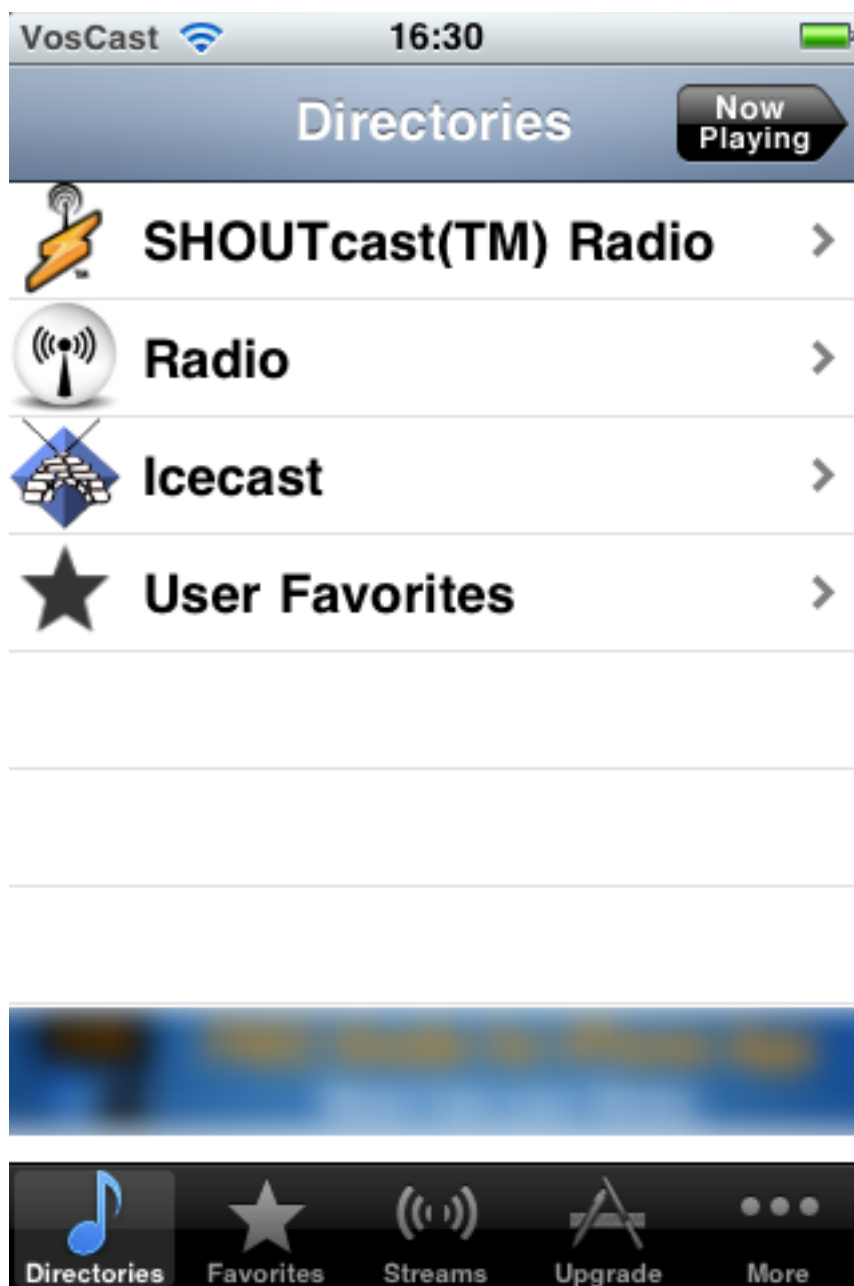 VosCast 16:30
Directories
Now
Playing
SHOUTcast(TM) Radio
Radio
Icecast
User Favorites
Directories Favorites Streams Upgrade More